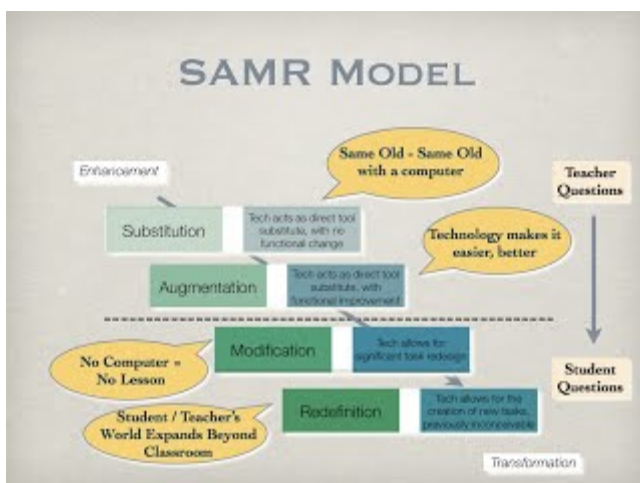 SAMR MODEL
Enhancement
Same Old - Same Old
with a computer
Teacher
Questions
Substitution
Tech acts as direct tool
substitute, with no
functional change
Technology makes it
easier, better
Augmentation
Tech acts as direct tool
substitute, with
functional improvement
No Computer =
No Lesson
Modification
Tech allows for
significant task redesign
Student
Questions
Student / Teacher's
World Expands Beyond
Classroom
Redefinition
Tech allows for the
creation of new tasks,
previously inconceivable
Transformation